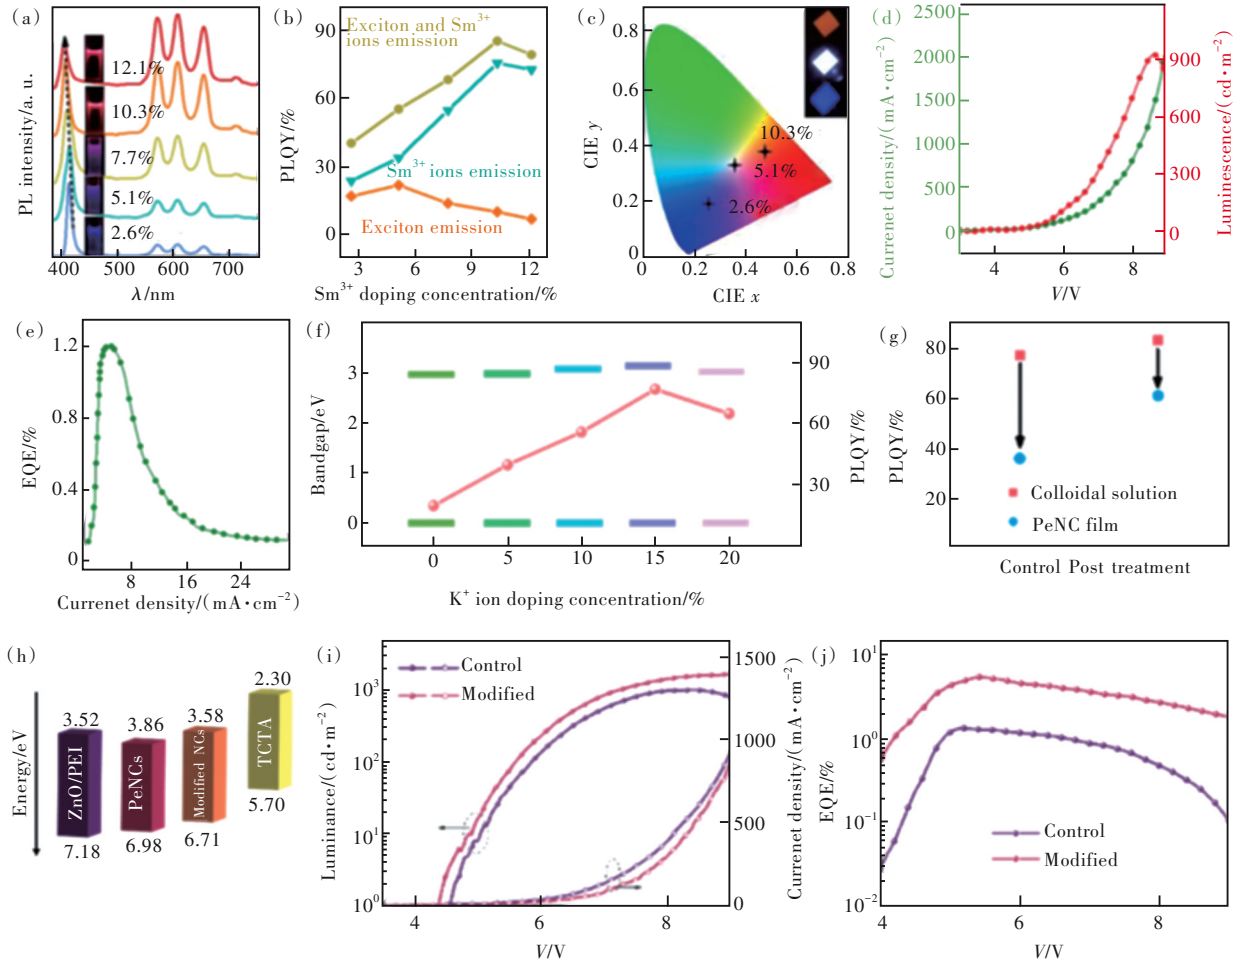 (a)
PL intensity/a. u.
12.1%
10.3%
7.7%
5.1%
2.6%
400 500 600 700
λ/nm
(b)
PLQY/%
90
60
30
0
Exciton and Sm³⁺
ions emission
Sm³⁺ ions emission
Exciton emission
3 6 9 12
Sm³⁺ doping concentration/%
(c)
CIE y
0.8
0.6
0.4
0.2
0
10.3%
5.1%
2.6%
0 0.2 0.4 0.6 0.8
CIE x
(d)
Currenet density/(mA·cm⁻²)
2500
2000
1500
1000
500
0
4 6 8
V/V
900
600
300
0
Luminescence/(cd·m⁻²)
(e)
EQE/%
1.2
0.8
0.4
0
8 16 24
Currenet density/(mA·cm⁻²)
(f)
Bandgap/eV
3
2
1
0
0 5 10 15 20
K⁺ ion doping concentration/%
90
60
30
PLQY/%
(g)
PLQY/%
80
60
40
20
Colloidal solution
PeNC film
Control Post treatment
(h)
Energy/eV
3.52
ZnO/PEI
7.18
3.86
PeNCs
6.98
3.58
Modified NCs
6.71
2.30
TCTA
5.70
(i)
Luminance/(cd·m⁻²)
10³
10²
10¹
10⁰
Control
Modified
4 6 8
V/V
1500
1000
500
0
Currenet density/(mA·cm⁻²)
(j)
EQE/%
10¹
10⁰
10⁻¹
10⁻²
Control
Modified
4 6 8
V/V